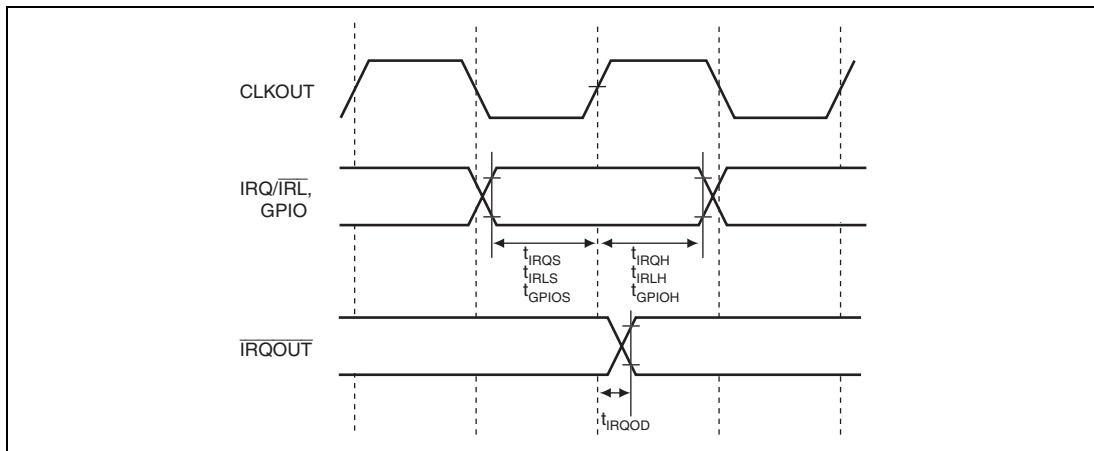 CLKOUT
IRQ/IRL,
GPIO
tIRQS
tIRLS
tGPIOS
tIRQH
tIRLH
tGPIOH
IRQOUT
tIRQOD